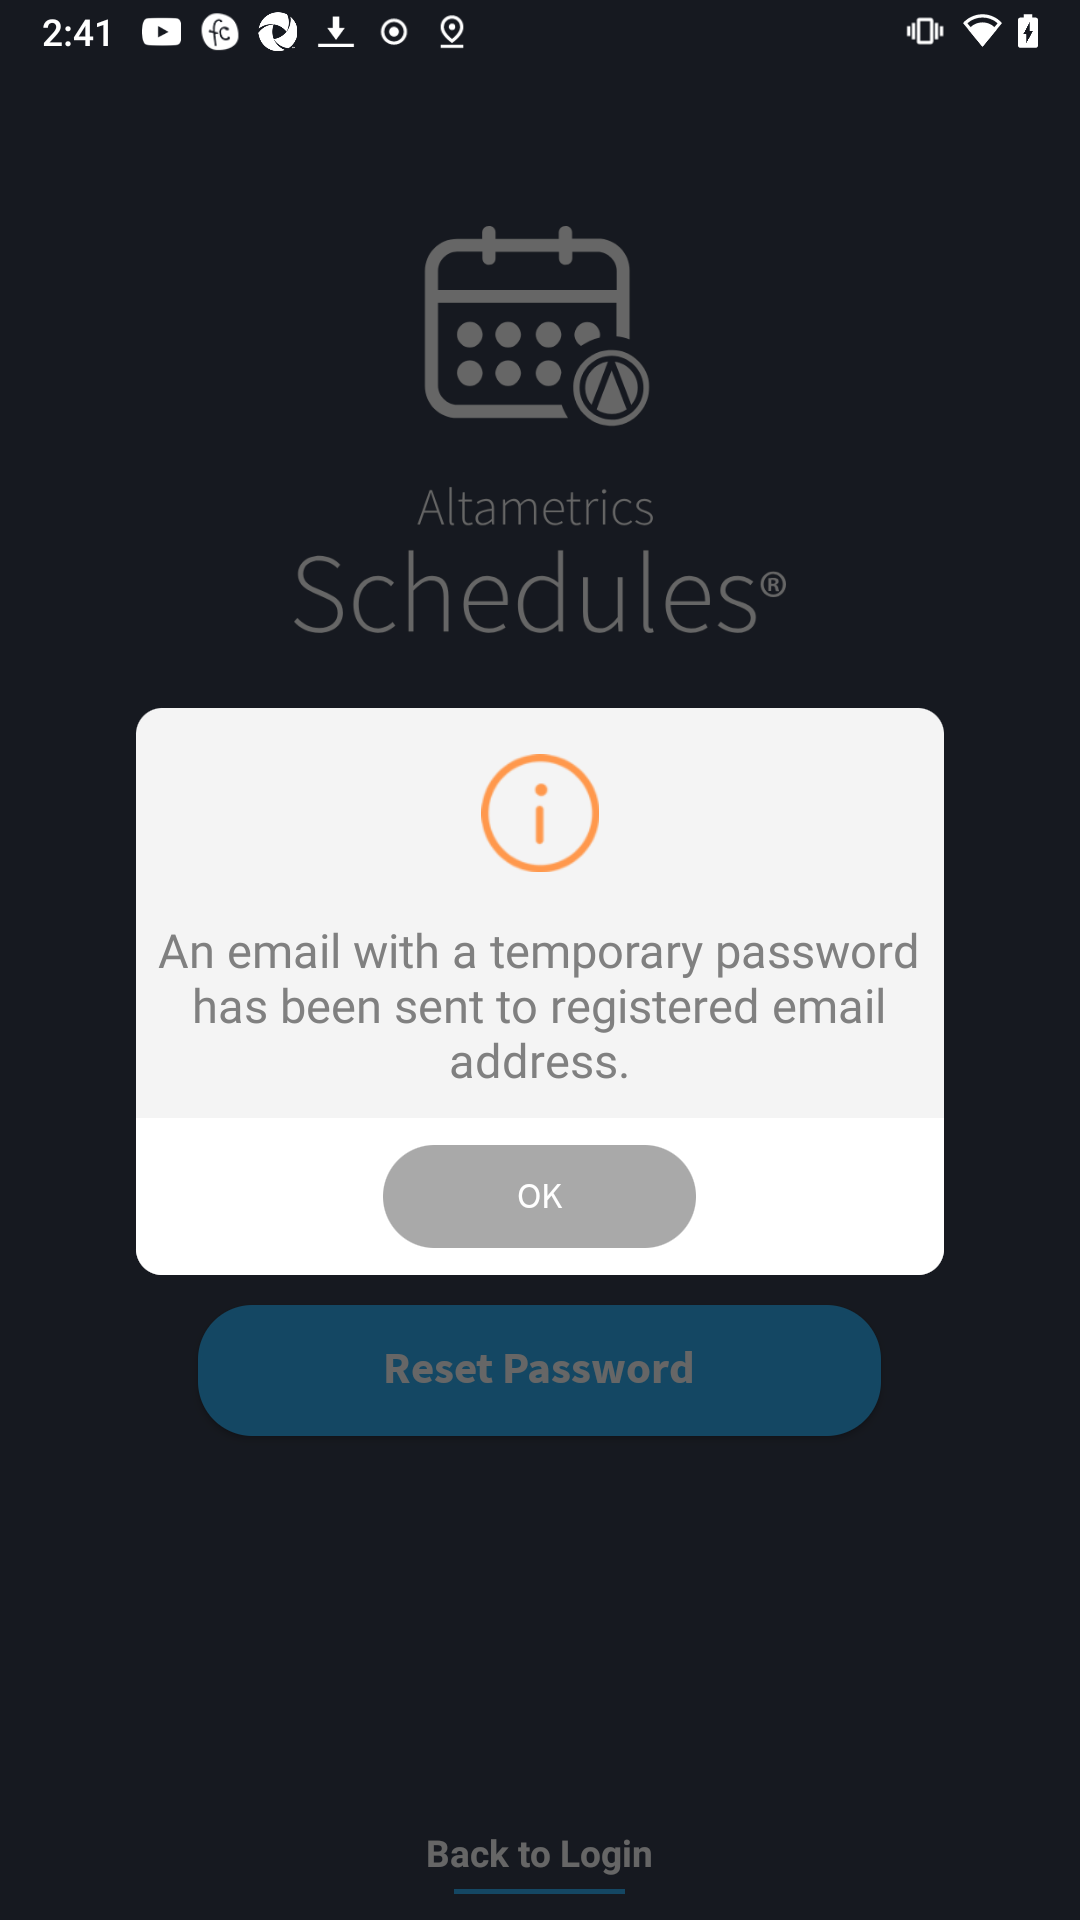 2:41
Altametrics
Schedules®
An email with a temporary password
has been sent to registered email
address.
OK
Reset Password
Back to Login